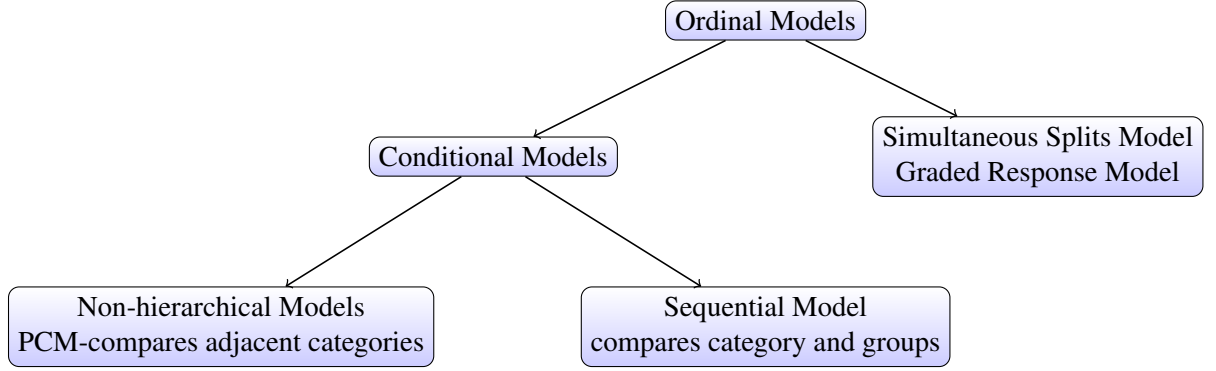 Ordinal Models
Conditional Models
Simultaneous Splits Model
Graded Response Model
Non-hierarchical Models
PCM-compares adjacent categories
Sequential Model
compares category and groups